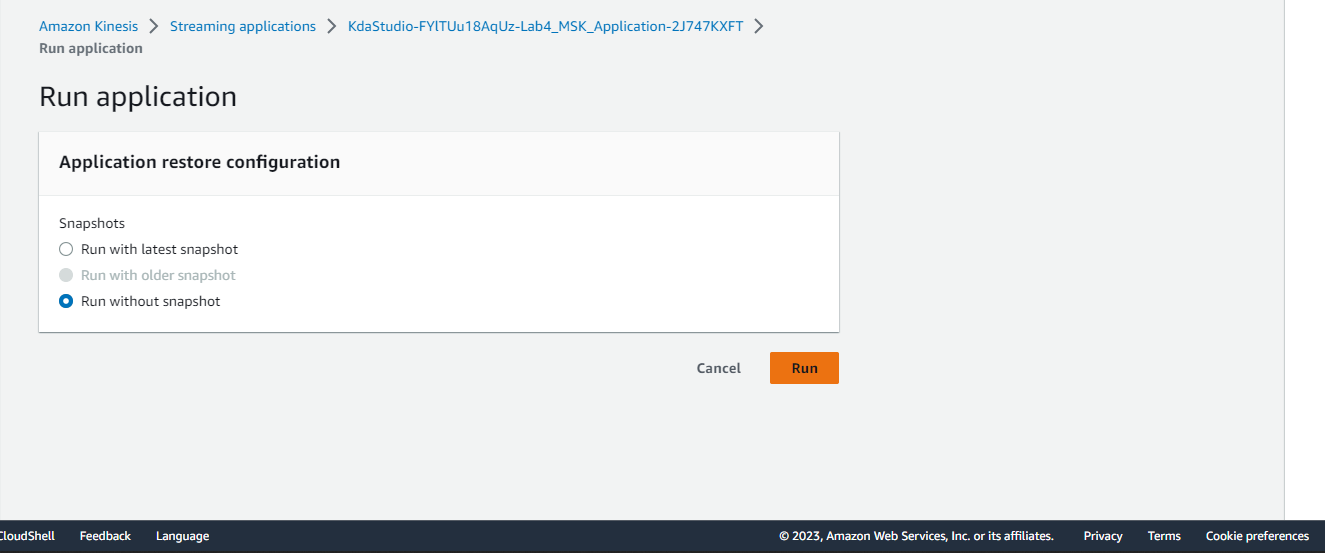 Amazon Kinesis > Streaming applications > KdaStudio-FYlTUu18AqUz-Lab4_MSK_Application-2J747KXFT >
Run application
Run application
Application restore configuration
Snapshots
Run with latest snapshot
Run with older snapshot
Run without snapshot
Cancel Run
CloudShell Feedback Language © 2023, Amazon Web Services, Inc. or its affiliates. Privacy Terms Cookie preferences